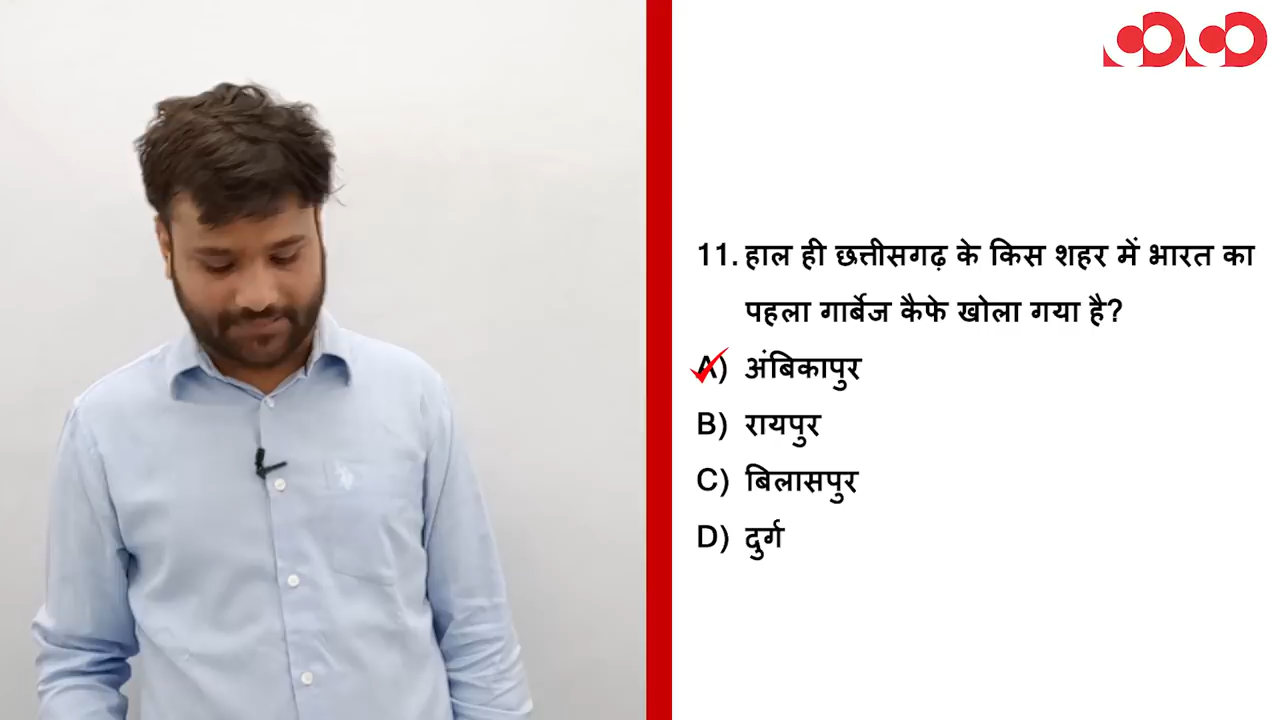 11. हाल ही छत्तीसगढ़ के किस शहर में भारत का
पहला गार्बेज कैफे खोला गया है?
A) अंबिकापुर
B) रायपुर
C) बिलासपुर
D) दुर्ग